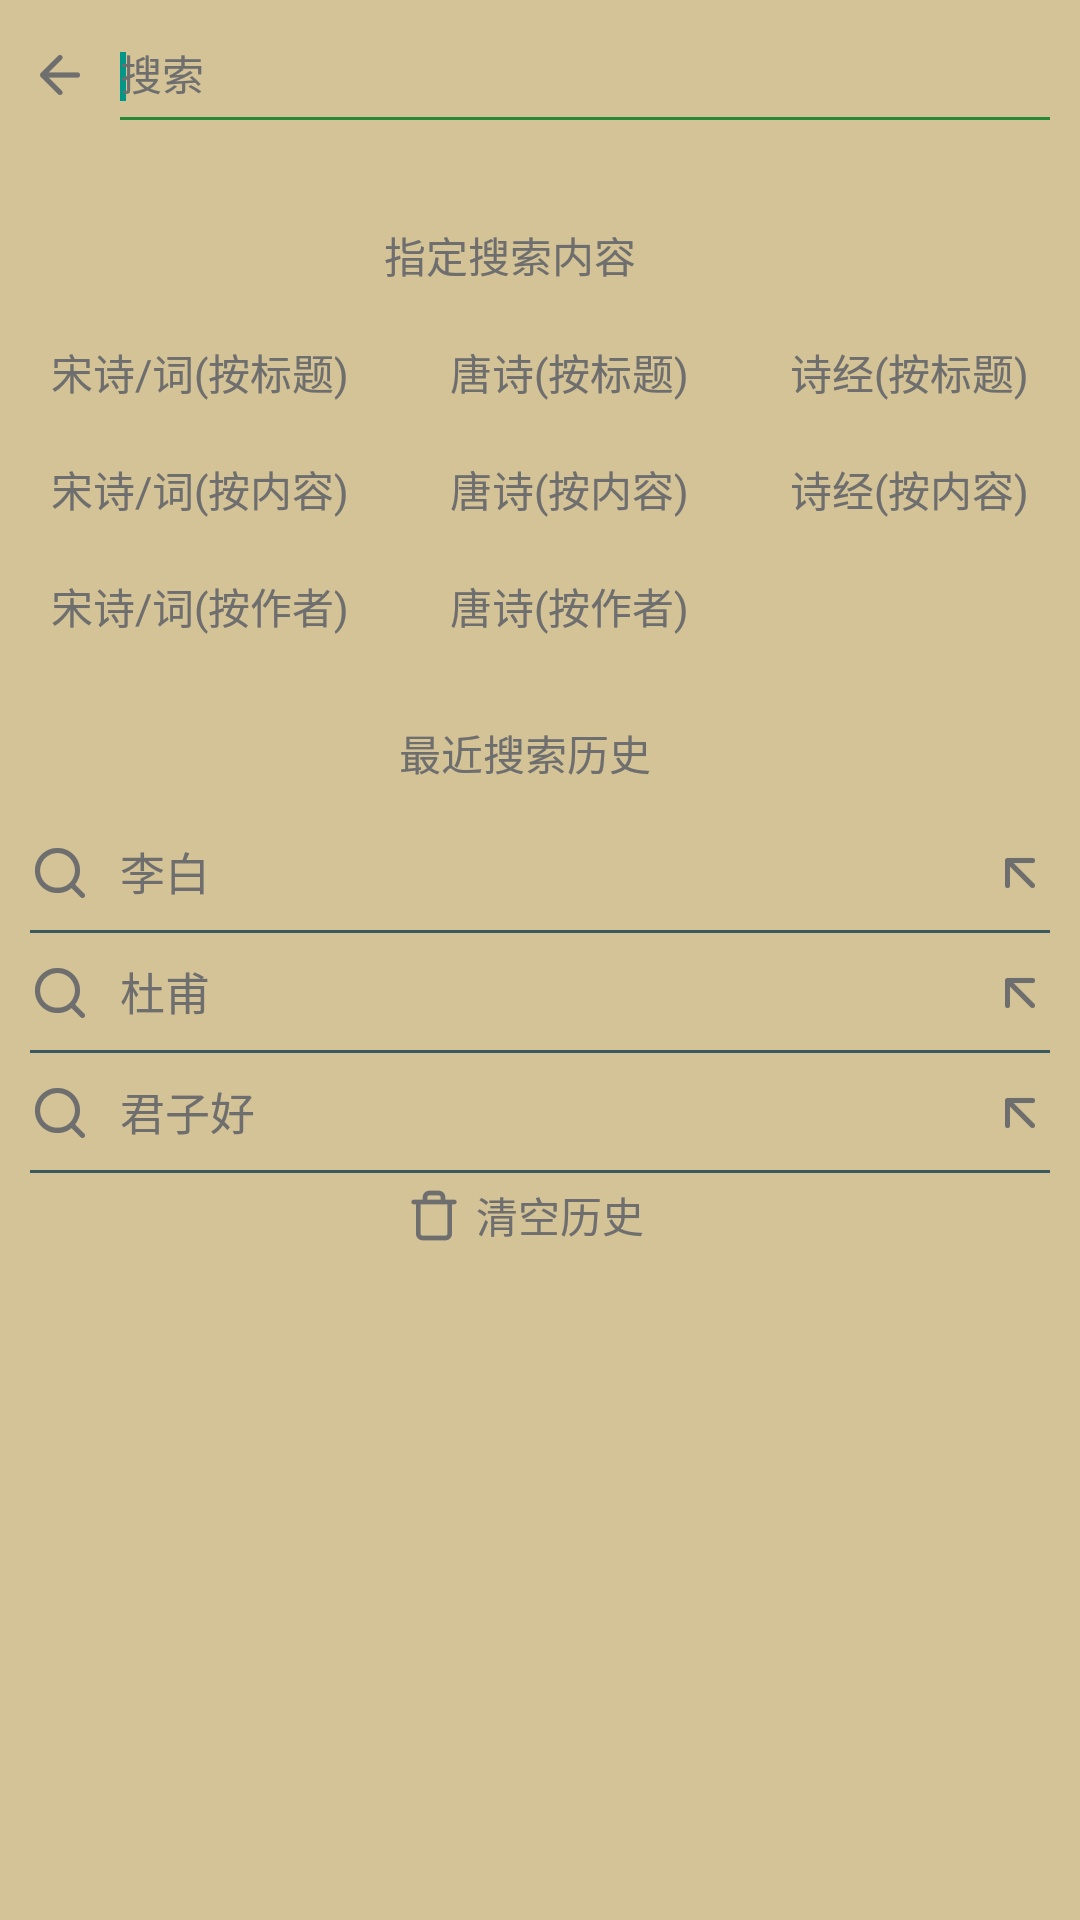 搜索
指定搜索内容
宋诗/词(按标题) 唐诗(按标题) 诗经(按标题)
宋诗/词(按内容) 唐诗(按内容) 诗经(按内容)
宋诗/词(按作者) 唐诗(按作者)
最近搜索历史
李白
杜甫
君子好
清空历史